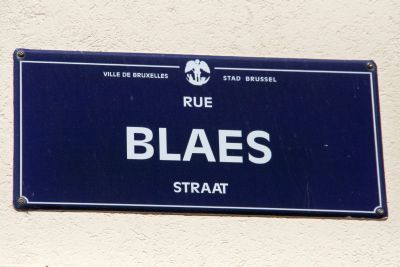 VILLE DE BRUXELLES STAD BRUSSEL
RUE
BLAES
STRAAT